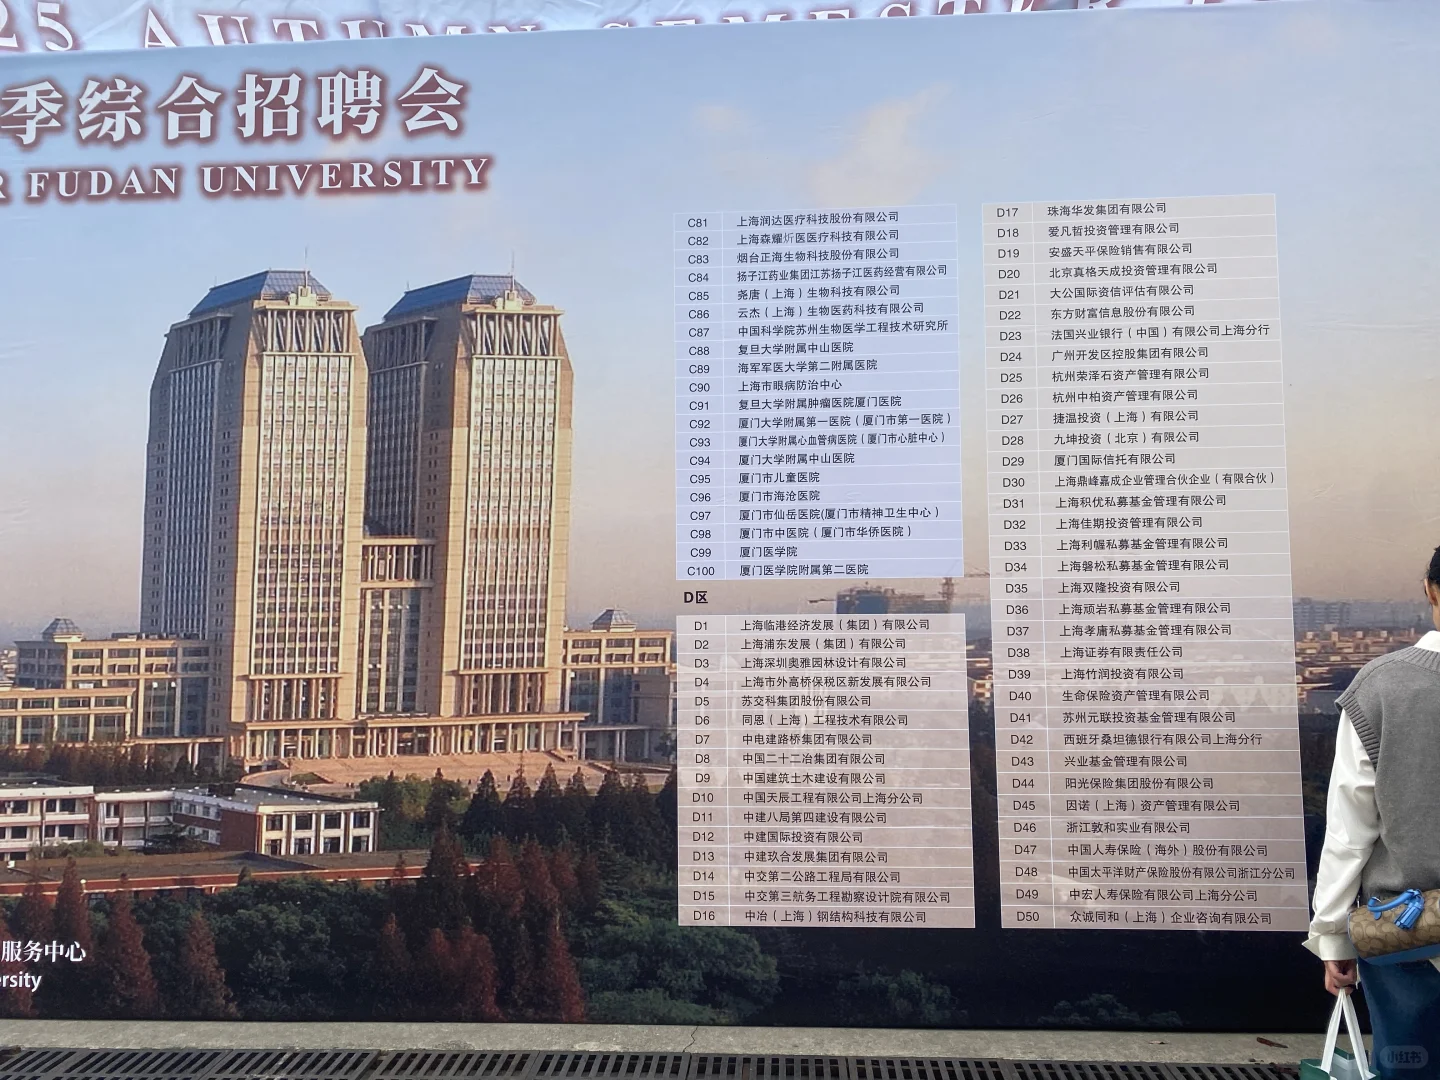 25 AUTUMN SEMESTER
季综合招聘会
R FUDAN UNIVERSITY
C81 上海润达医疗科技股份有限公司
C82 上海森耀炘医医疗科技有限公司
C83 烟台正海生物科技股份有限公司
C84 扬子江药业集团江苏扬子江医药经营有限公司
C85 尧唐（上海）生物科技有限公司
C86 云杰（上海）生物医药科技有限公司
C87 中国科学院苏州生物医学工程技术研究所
C88 复旦大学附属中山医院
C89 海军军医大学第二附属医院
C90 上海市眼病防治中心
C91 复旦大学附属肿瘤医院厦门医院
C92 厦门大学附属第一医院（厦门市第一医院）
C93 厦门大学附属心血管病医院（厦门市心脏中心）
C94 厦门大学附属中山医院
C95 厦门市儿童医院
C96 厦门市海沧医院
C97 厦门市仙岳医院(厦门市精神卫生中心）
C98 厦门市中医院（厦门市华侨医院）
C99 厦门医学院
C100 厦门医学院附属第二医院
D区
D1 上海临港经济发展（集团）有限公司
D2 上海浦东发展（集团）有限公司
D3 上海深圳奥雅园林设计有限公司
D4 上海市外高桥保税区新发展有限公司
D5 苏交科集团股份有限公司
D6 同恩（上海）工程技术有限公司
D7 中电建路桥集团有限公司
D8 中国二十二冶集团有限公司
D9 中国建筑土木建设有限公司
D10 中国天辰工程有限公司上海分公司
D11 中建八局第四建设有限公司
D12 中建国际投资有限公司
D13 中建玖合发展集团有限公司
D14 中交第二公路工程局有限公司
D15 中交第三航务工程勘察设计院有限公司
D16 中冶（上海）钢结构科技有限公司
D17 珠海华发集团有限公司
D18 爱凡哲投资管理有限公司
D19 安盛天平保险销售有限公司
D20 北京真格天成投资管理有限公司
D21 大公国际资信评估有限公司
D22 东方财富信息股份有限公司
D23 法国兴业银行（中国）有限公司上海分行
D24 广州开发区控股集团有限公司
D25 杭州荣泽石资产管理有限公司
D26 杭州中柏资产管理有限公司
D27 捷温投资（上海）有限公司
D28 九坤投资（北京）有限公司
D29 厦门国际信托有限公司
D30 上海鼎峰嘉成企业管理合伙企业（有限合伙）
D31 上海积优私募基金管理有限公司
D32 上海佳期投资管理有限公司
D33 上海利幄私募基金管理有限公司
D34 上海磐松私募基金管理有限公司
D35 上海双隆投资有限公司
D36 上海顽岩私募基金管理有限公司
D37 上海孝庸私募基金管理有限公司
D38 上海证券有限责任公司
D39 上海竹润投资有限公司
D40 生命保险资产管理有限公司
D41 苏州元联投资基金管理有限公司
D42 西班牙桑坦德银行有限公司上海分行
D43 兴业基金管理有限公司
D44 阳光保险集团股份有限公司
D45 因诺（上海）资产管理有限公司
D46 浙江敦和实业有限公司
D47 中国人寿保险（海外）股份有限公司
D48 中国太平洋财产保险股份有限公司浙江分公司
D49 中宏人寿保险有限公司上海分公司
D50 众诚同和（上海）企业咨询有限公司
服务中心
ersity
小红书